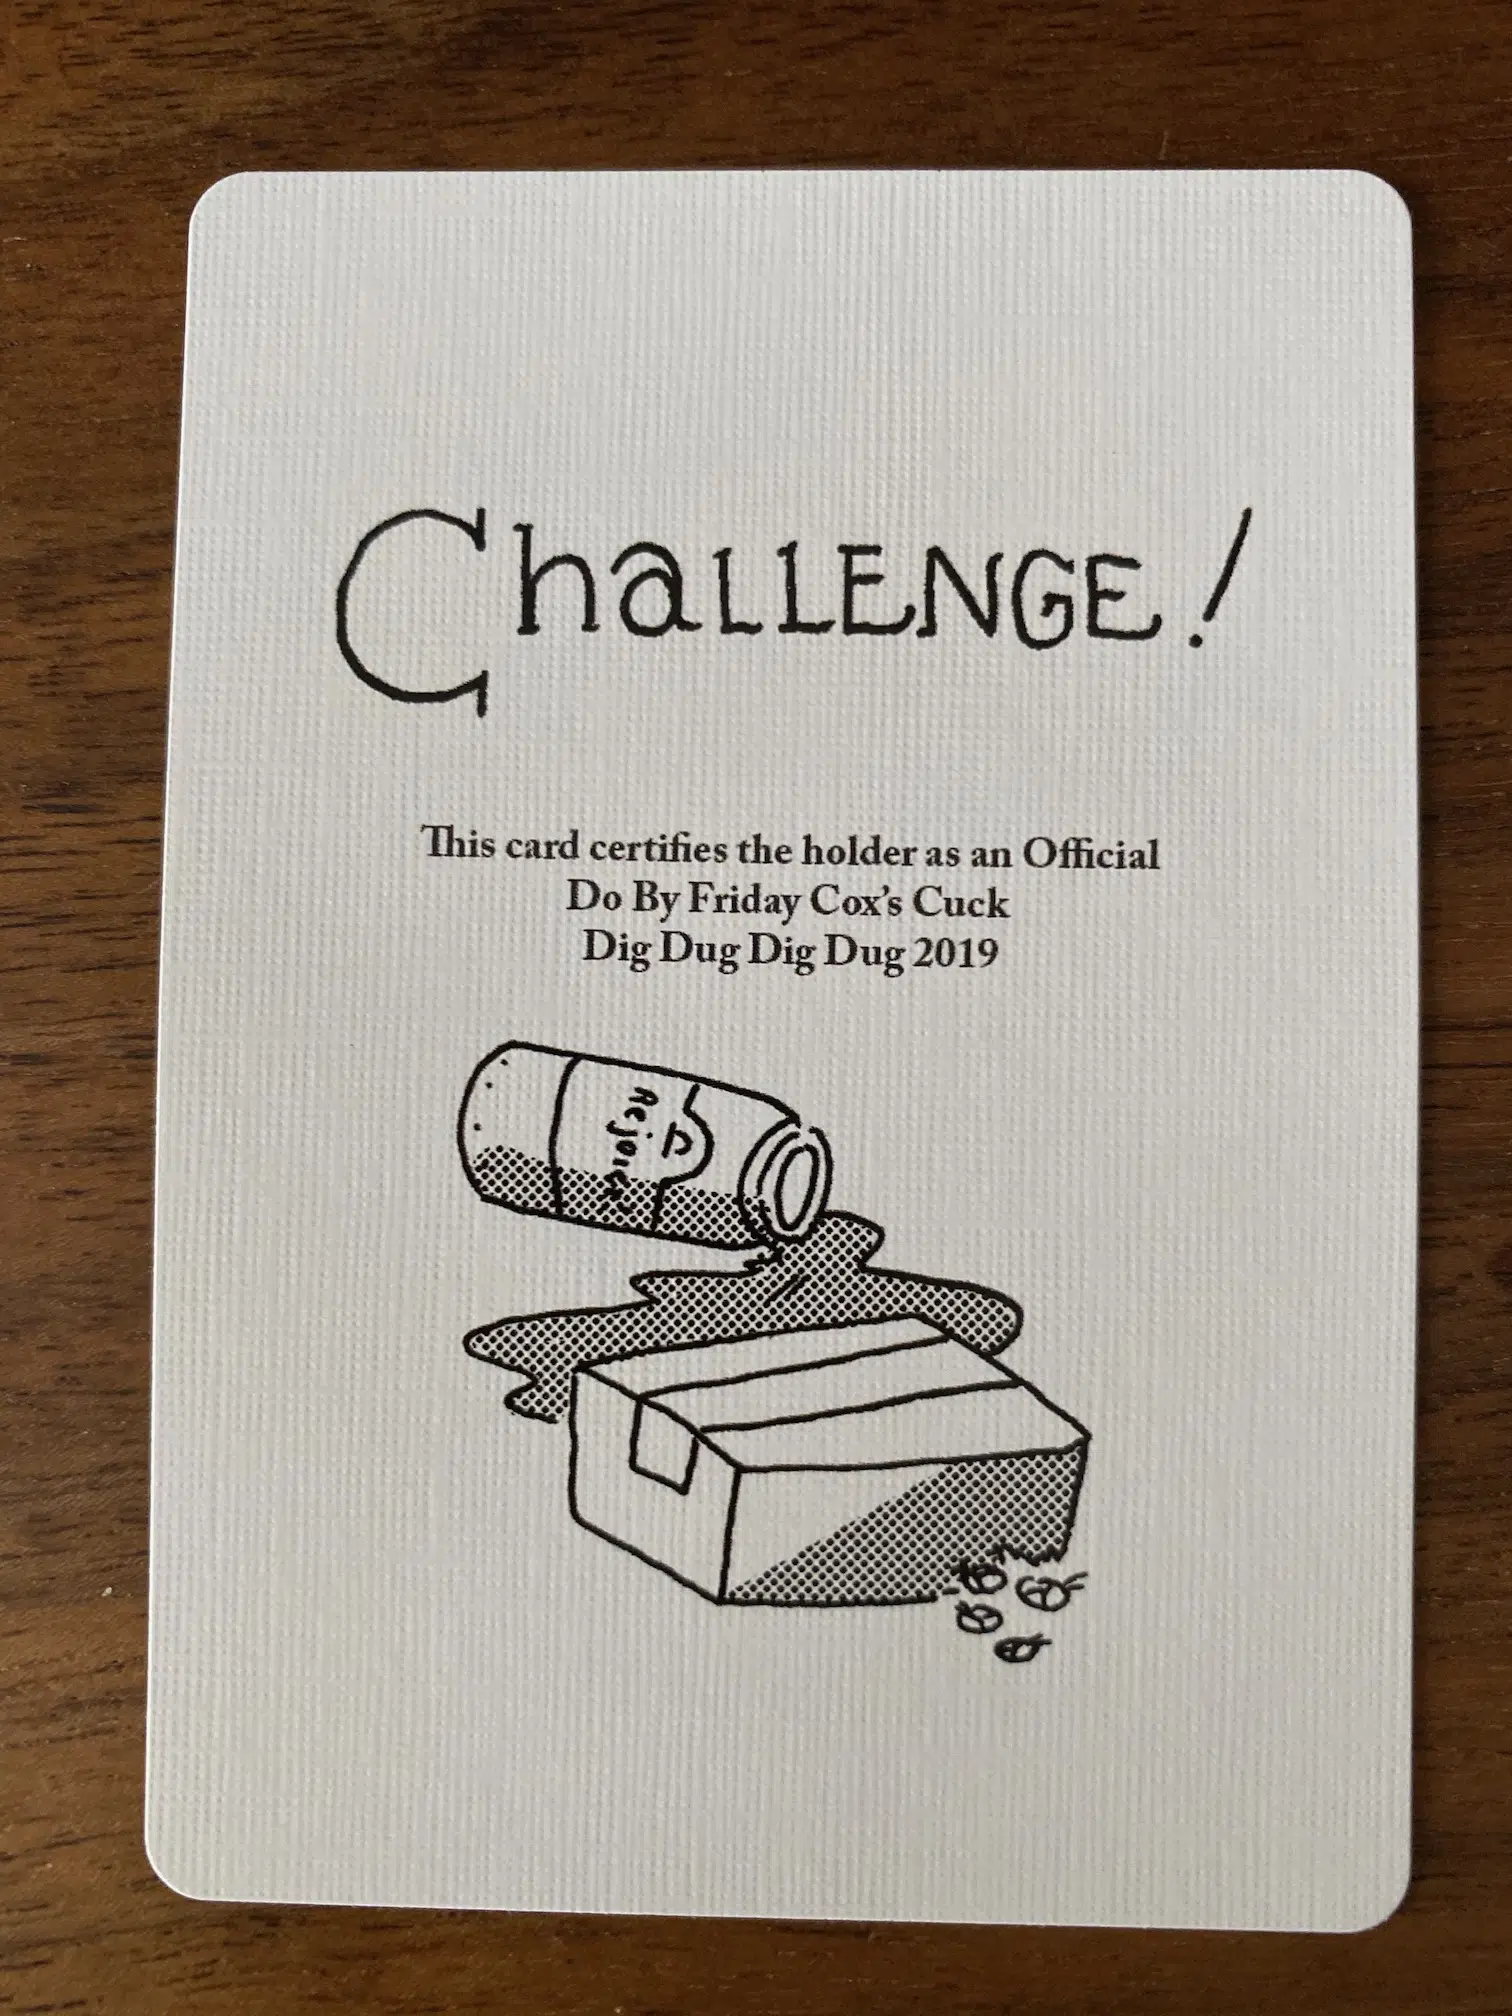 Challenge!
This card certifies the holder as an Official
Do By Friday Cox's Cuck
Dig Dug Dig Dug 2019
Rejoice